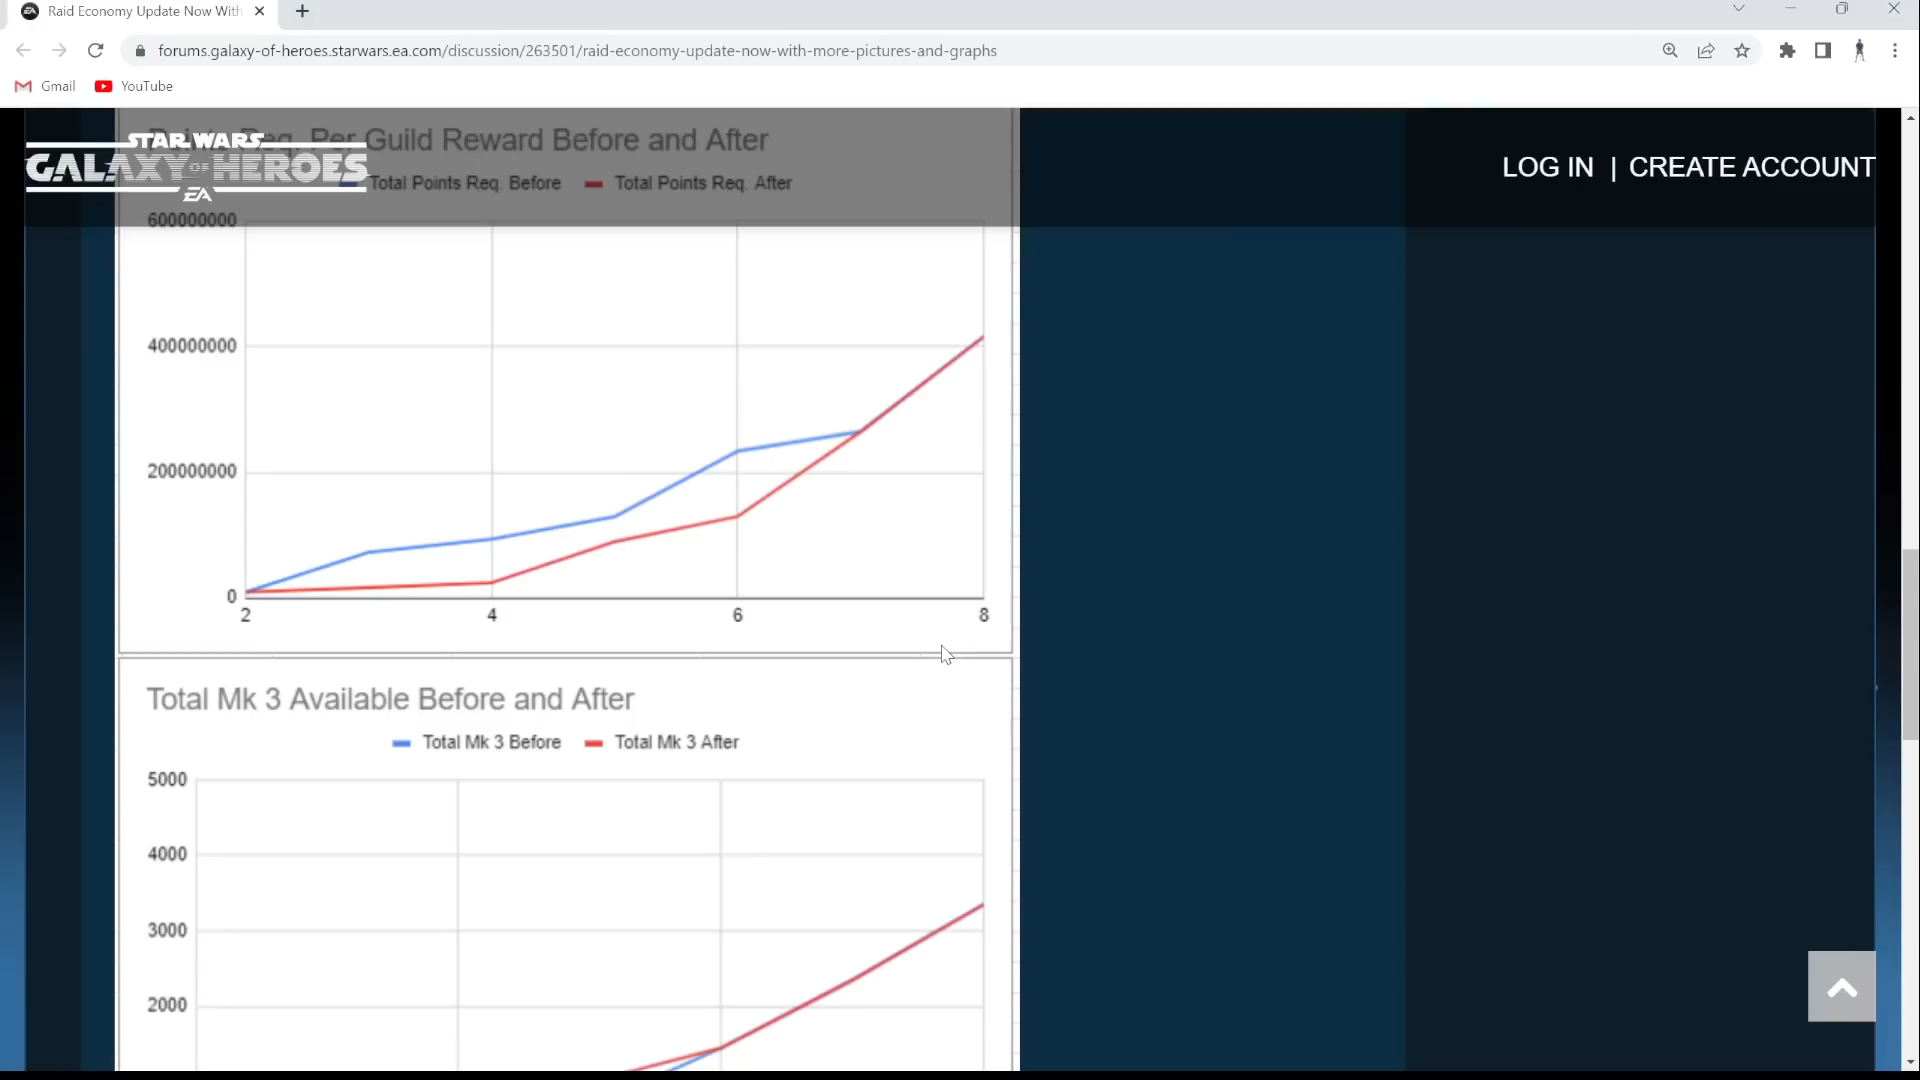 Raid Economy Update Now With
forums.galaxy-of-heroes.starwars.ea.com/discussion/263501/raid-economy-update-now-with-more-pictures-and-graphs
Gmail
YouTube
Req. Per Guild Reward Before and After
STAR WARS
GALAXY OF HEROES
EA
LOG IN | CREATE ACCOUNT
Total Points Req. Before
Total Points Req. After
600000000
400000000
200000000
0
2
4
6
8
Total Mk 3 Available Before and After
Total Mk 3 Before
Total Mk 3 After
5000
4000
3000
2000